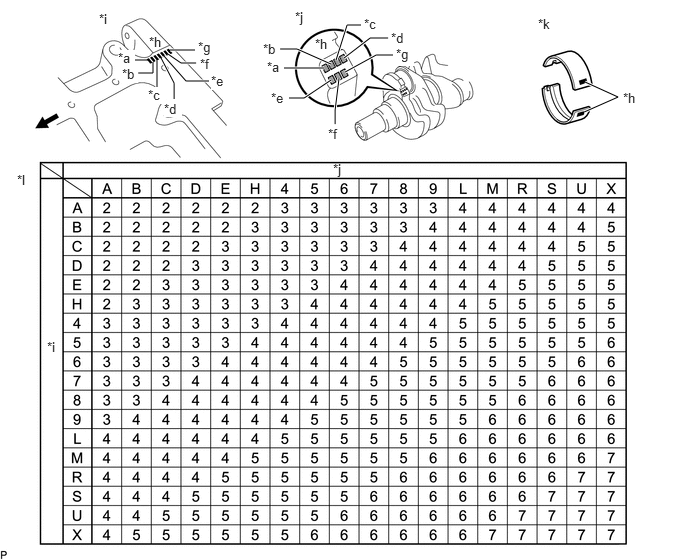 *i
*j
*k
*h
*g
*a
*f
*b
*e
*c
*d
*c
*d
*h
*b
*g
*a
*e
*f
*h
*l
*j
A B C D E H 4 5 6 7 8 9 L M R S U X
A 2 2 2 2 2 2 3 3 3 3 3 3 4 4 4 4 4 4
B 2 2 2 2 2 3 3 3 3 3 3 4 4 4 4 4 4 5
C 2 2 2 2 3 3 3 3 3 3 4 4 4 4 4 4 5 5
D 2 2 2 3 3 3 3 3 3 4 4 4 4 4 4 5 5 5
E 2 2 3 3 3 3 3 3 4 4 4 4 4 4 5 5 5 5
H 2 3 3 3 3 3 3 4 4 4 4 4 4 5 5 5 5 5
4 3 3 3 3 3 3 4 4 4 4 4 4 5 5 5 5 5 5
*i
5 3 3 3 3 3 4 4 4 4 4 4 5 5 5 5 5 5 6
6 3 3 3 3 4 4 4 4 4 4 5 5 5 5 5 5 6 6
7 3 3 3 4 4 4 4 4 4 5 5 5 5 5 5 6 6 6
8 3 3 4 4 4 4 4 4 5 5 5 5 5 5 6 6 6 6
9 3 4 4 4 4 4 4 5 5 5 5 5 5 6 6 6 6 6
L 4 4 4 4 4 4 5 5 5 5 5 5 6 6 6 6 6 6
M 4 4 4 4 4 5 5 5 5 5 5 6 6 6 6 6 6 7
R 4 4 4 4 5 5 5 5 5 5 6 6 6 6 6 6 7 7
S 4 4 4 5 5 5 5 5 5 6 6 6 6 6 6 7 7 7
U 4 4 5 5 5 5 5 5 6 6 6 6 6 6 7 7 7 7
X 4 5 5 5 5 5 5 6 6 6 6 6 6 7 7 7 7 7
P